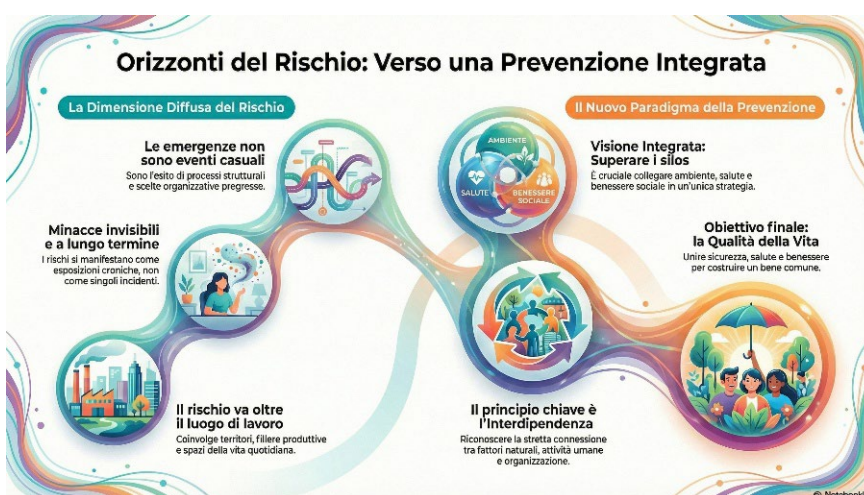 Orizzonti del Rischio: Verso una Prevenzione Integrata
La Dimensione Diffusa del Rischio
Le emergenze non
sono eventi casuali
Sono l'esito di processi strutturali
e scelte organizzative pregresse.
Minacce invisibili
e a lungo termine
I rischi si manifestano come
esposizioni croniche, non
come singoli incidenti.
Il rischio va oltre
il luogo di lavoro
Coinvolge territori, filiere produttive
e spazi della vita quotidiana.
Il Nuovo Paradigma della Prevenzione
AMBIENTE
SALUTE
BENESSERE
SOCIALE
Visione Integrata:
Superare i silos
È cruciale collegare ambiente, salute e
benessere sociale in un'unica strategia.
Il principio chiave è
l'Interdipendenza
Riconoscere la stretta connessione
tra fattori naturali, attività umane
e organizzazione.
Obiettivo finale:
la Qualità della Vita
Unire sicurezza, salute e benessere
per costruire un bene comune.